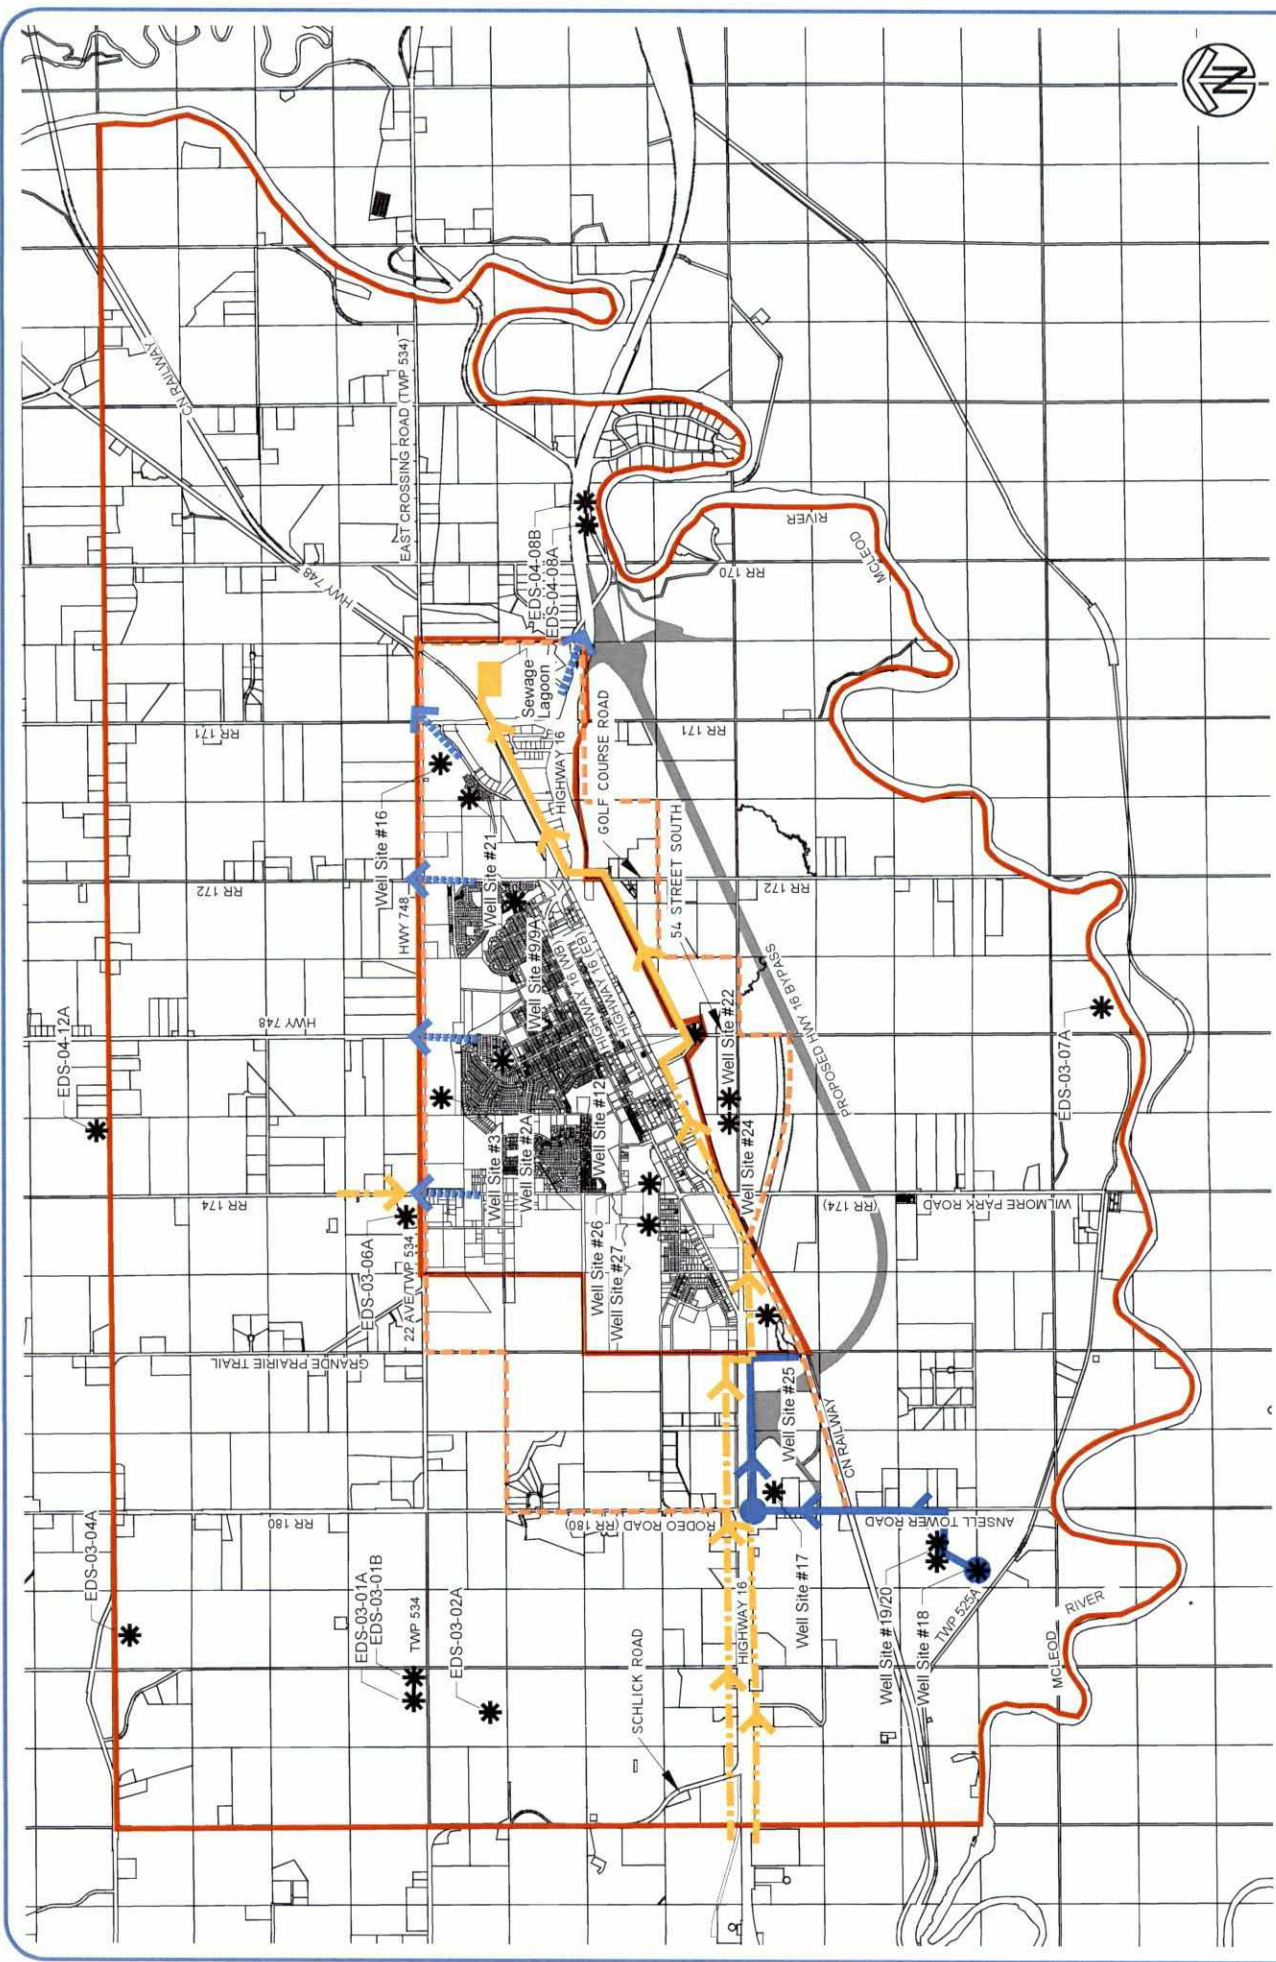 N
CN RAILWAY
EAST CROSSING ROAD (TWP 534)
HWY 748
EDS-04-08B
EDS-04-08A
RIVER
MCLEOD
RR 170
Sewage
Lagoon
RR 171
HIGHWAY 16
GOLF COURSE ROAD
RR 171
Well Site #16
Well Site #21
RR 172
HWY 748
54 STREET SOUTH
RR 172
Well Site #9/9A
HIGHWAY 16 (WB)
HIGHWAY 16 (EB)
PROPOSED HWY 16 BYPASS
EDS-04-12A
HWY 748
Well Site #22
EDS-03-07A
Well Site #3
Well Site #2A
Well Site #12
Well Site #24
RR 174
(RR 174)
WILMORE PARK ROAD
EDS-03-06A
22 AVE/TWP 534
Well Site #26
Well Site #27
GRANDE PRAIRIE TRAIL
Well Site #25
CN RAILWAY
EDS-03-04A
RR 180
RODEO ROAD (RR 180)
ANSELL TOWER ROAD
EDS-03-01A
EDS-03-01B
TWP 534
EDS-03-02A
Well Site #17
Well Site #19/20
Well Site #18
TWP 525A
RIVER
MCLEOD
HIGHWAY 16
SCHLICK ROAD